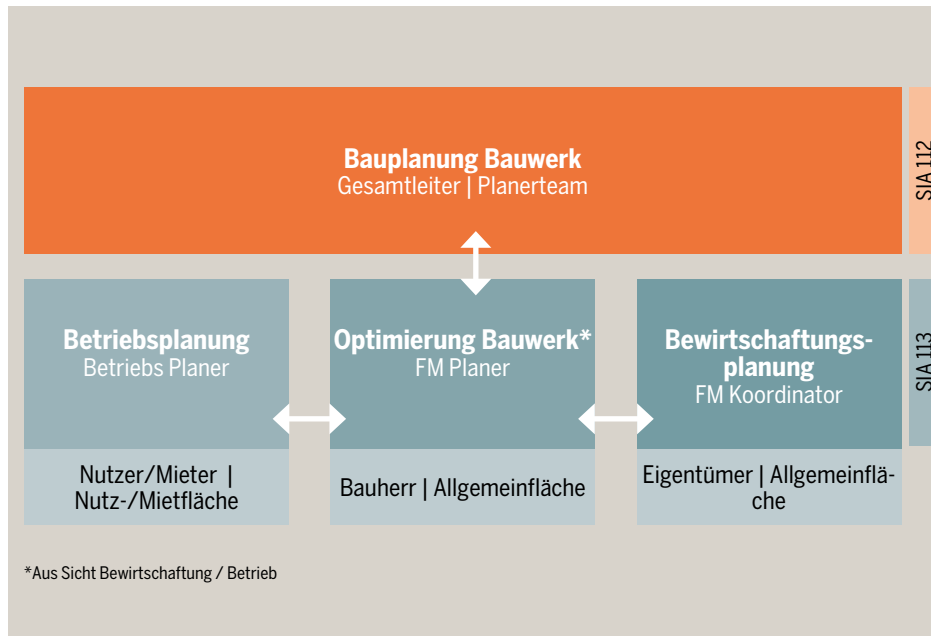 Bauplanung Bauwerk
Gesamtleiter | Planerteam
SIA 112
Betriebsplanung
Betriebs Planer
Optimierung Bauwerk*
FM Planer
Bewirtschaftungs-
planung
FM Koordinator
SIA 113
Nutzer/Mieter |
Nutz-/Mietfläche
Bauherr | Allgemeinfläche
Eigentümer | Allgemeinflä-
che
*Aus Sicht Bewirtschaftung / Betrieb